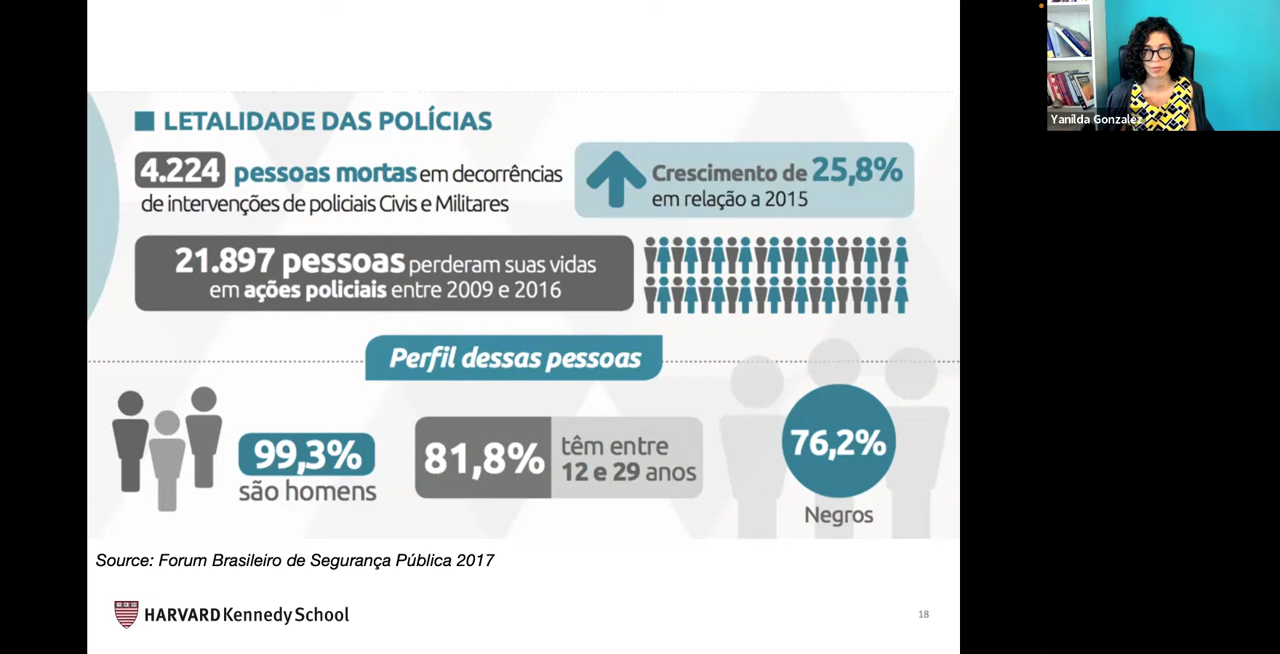 LETALIDADE DAS POLÍCIAS
4.224 pessoas mortas em decorrências
de intervenções de policiais Civis e Militares
Crescimento de 25,8%
em relação a 2015
21.897 pessoas perderam suas vidas
em ações policiais entre 2009 e 2016
Perfil dessas pessoas
99,3%
são homens
81,8%
têm entre
12 e 29 anos
76,2%
Negros
Source: Forum Brasileiro de Segurança Pública 2017
HARVARD Kennedy School
18
Yanilda Gonzalez